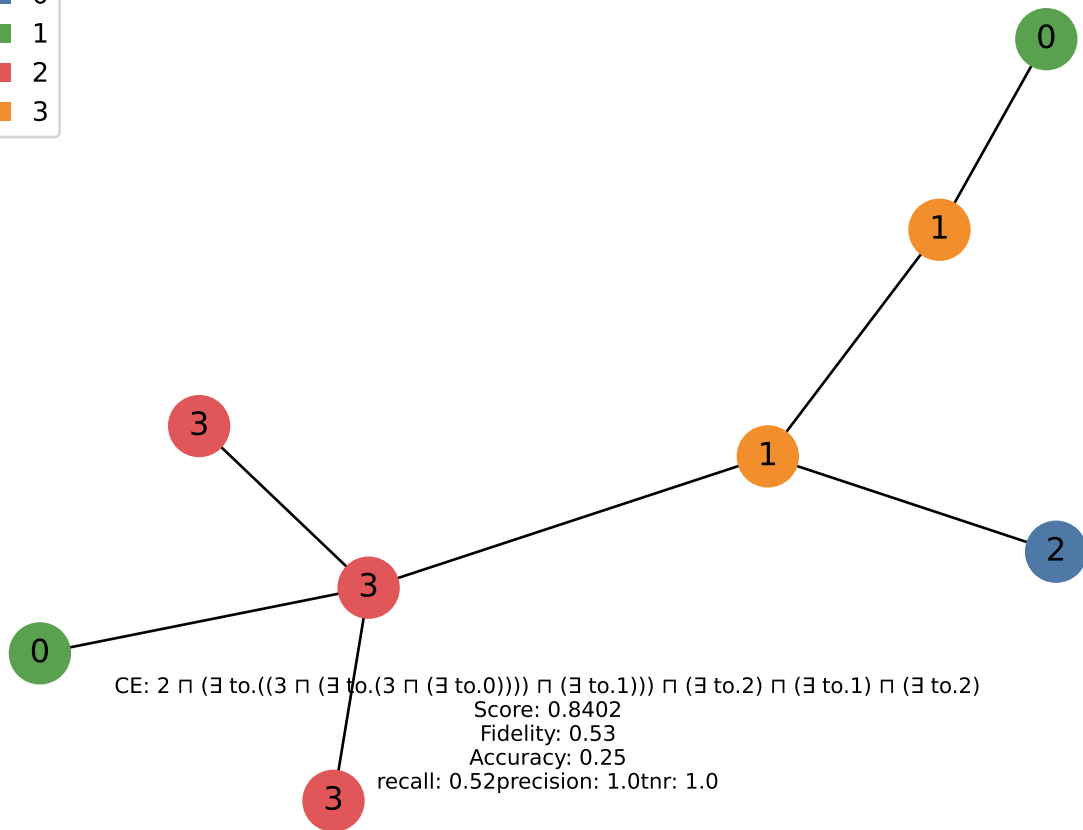 0
1
2
3
0
1
3
1
2
3
0
CE: 2 ⊓ (∃ to.((3 ⊓ (∃ to.(3 ⊓ (∃ to.0)))) ⊓ (∃ to.1))) ⊓ (∃ to.2) ⊓ (∃ to.1) ⊓ (∃ to.2)
Score: 0.8402
Fidelity: 0.53
Accuracy: 0.25
recall: 0.52precision: 1.0tnr: 1.0
3